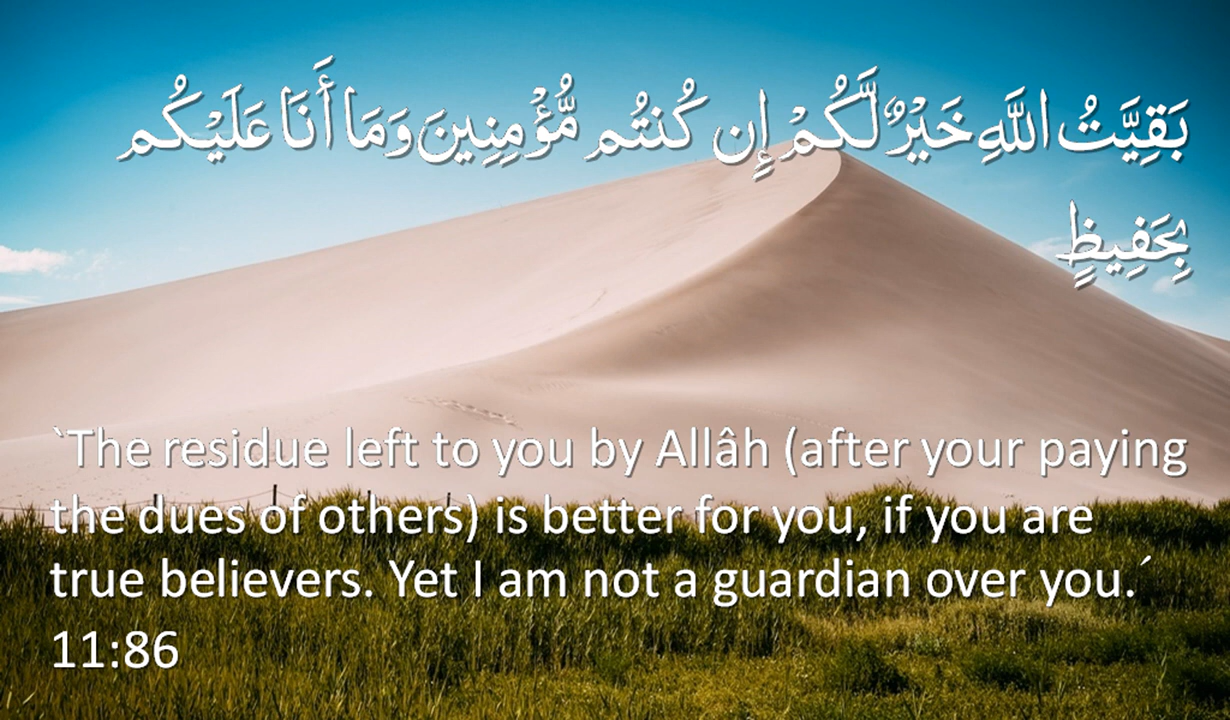 بَقِيَّتُ اللَّهِ خَيْرٌ لَّكُمْ إِن كُنتُم مُّؤْمِنِينَ وَمَا أَنَا عَلَيْكُم
بِحَفِيظٍ
`The residue left to you by Allâh (after your paying
the dues of others) is better for you, if you are
true believers. Yet I am not a guardian over you.´
11:86